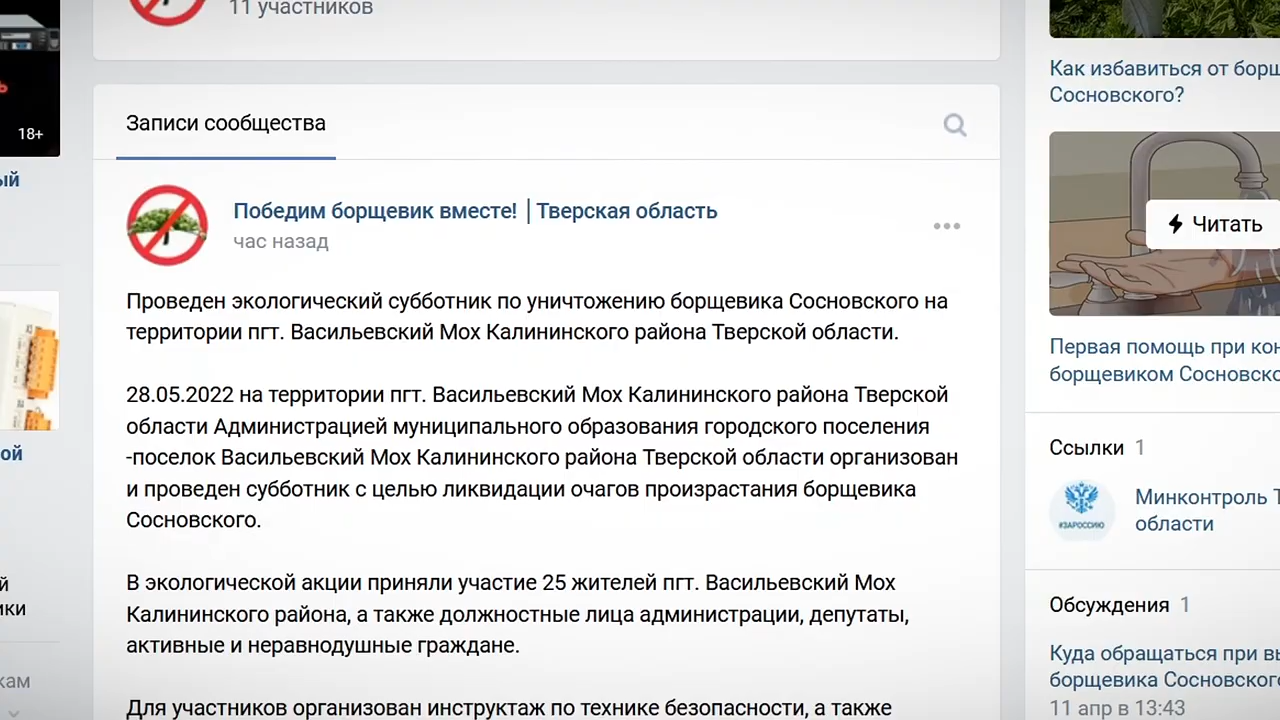 11 участников
18+
Записи сообщества
Победим борщевик вместе! | Тверская область
час назад
Проведен экологический субботник по уничтожению борщевика Сосновского на
территории пгт. Васильевский Мох Калининского района Тверской области.
28.05.2022 на территории пгт. Васильевский Мох Калининского района Тверской
области Администрацией муниципального образования городского поселения
-поселок Васильевский Мох Калининского района Тверской области организован
и проведен субботник с целью ликвидации очагов произрастания борщевика
Сосновского.
В экологической акции приняли участие 25 жителей пгт. Васильевский Мох
Калининского района, а также должностные лица администрации, депутаты,
активные и неравнодушные граждане.
Для участников организован инструктаж по технике безопасности, а также
Как избавиться от
Сосновского?
Читать
Первая помощь при
борщевиком
Ссылки 1
#ЗАРОССИЮ
Минконтроль
области
Обсуждения 1
Куда обращаться при
борщевика
11 апр в 13:43